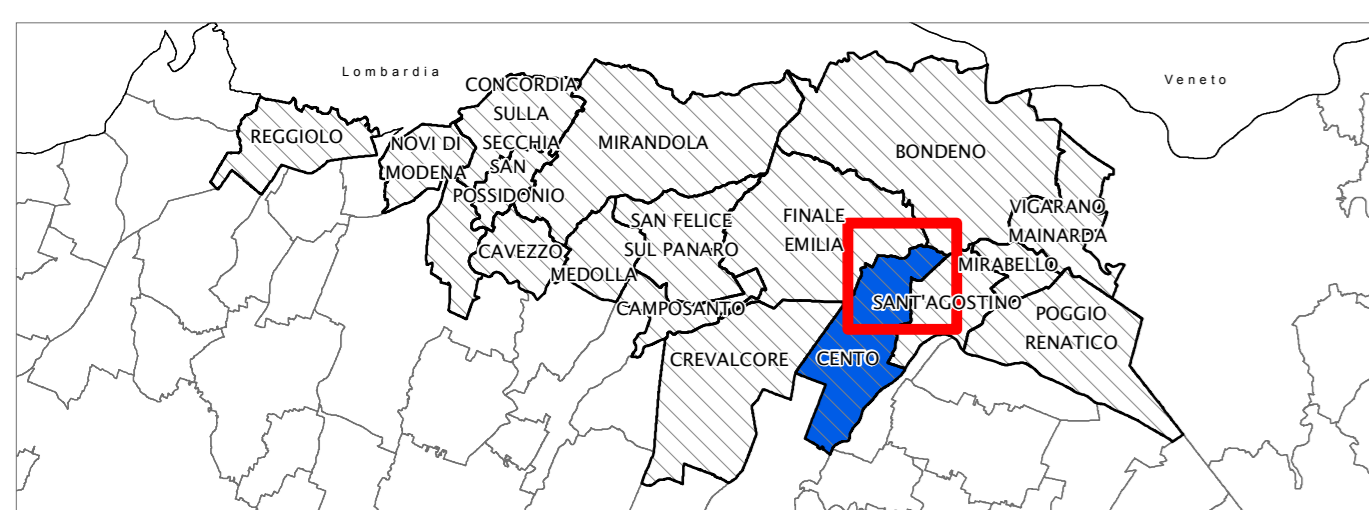 Lombardia
Veneto
CONCORDIA
SULLA
SECCHIA
REGGIOLO
NOVI DI
MODENA
SAN
POSSIDONIO
MIRANDOLA
BONDENO
CAVEZZO
MEDOLLA
SAN FELICE
SUL PANARO
FINALE
EMILIA
VIGARANO
MAINARDA
MIRABELLO
CAMPOSANTO
SANT'AGOSTINO
POGGIO
RENATICO
CREVALCORE
CENTO